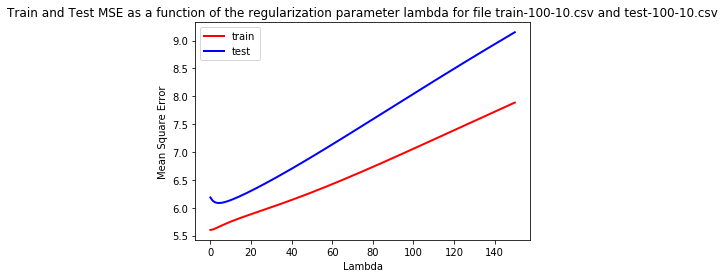 Train and Test MSE as a function of the regularization parameter lambda for file train-100-10.csv and test-100-10.csv
train
test
9.0
8.5
8.0
7.5
7.0
6.5
6.0
5.5
Mean Square Error
0 20 40 60 80 100 120 140
Lambda